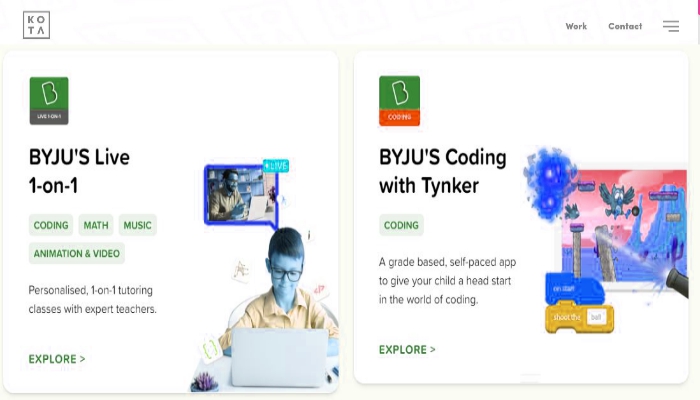 KO
TA
Work
Contact
LIVE 1-ON-1
BYJU'S Live
1-on-1
CODING
MATH
MUSIC
ANIMATION & VIDEO
Personalised, 1-on-1 tutoring
classes with expert teachers.
EXPLORE >
LIVE
CODING
BYJU'S Coding
with Tynker
CODING
A grade based, self-paced app
to give your child a head start
in the world of coding.
EXPLORE >
on start
shoot the ball